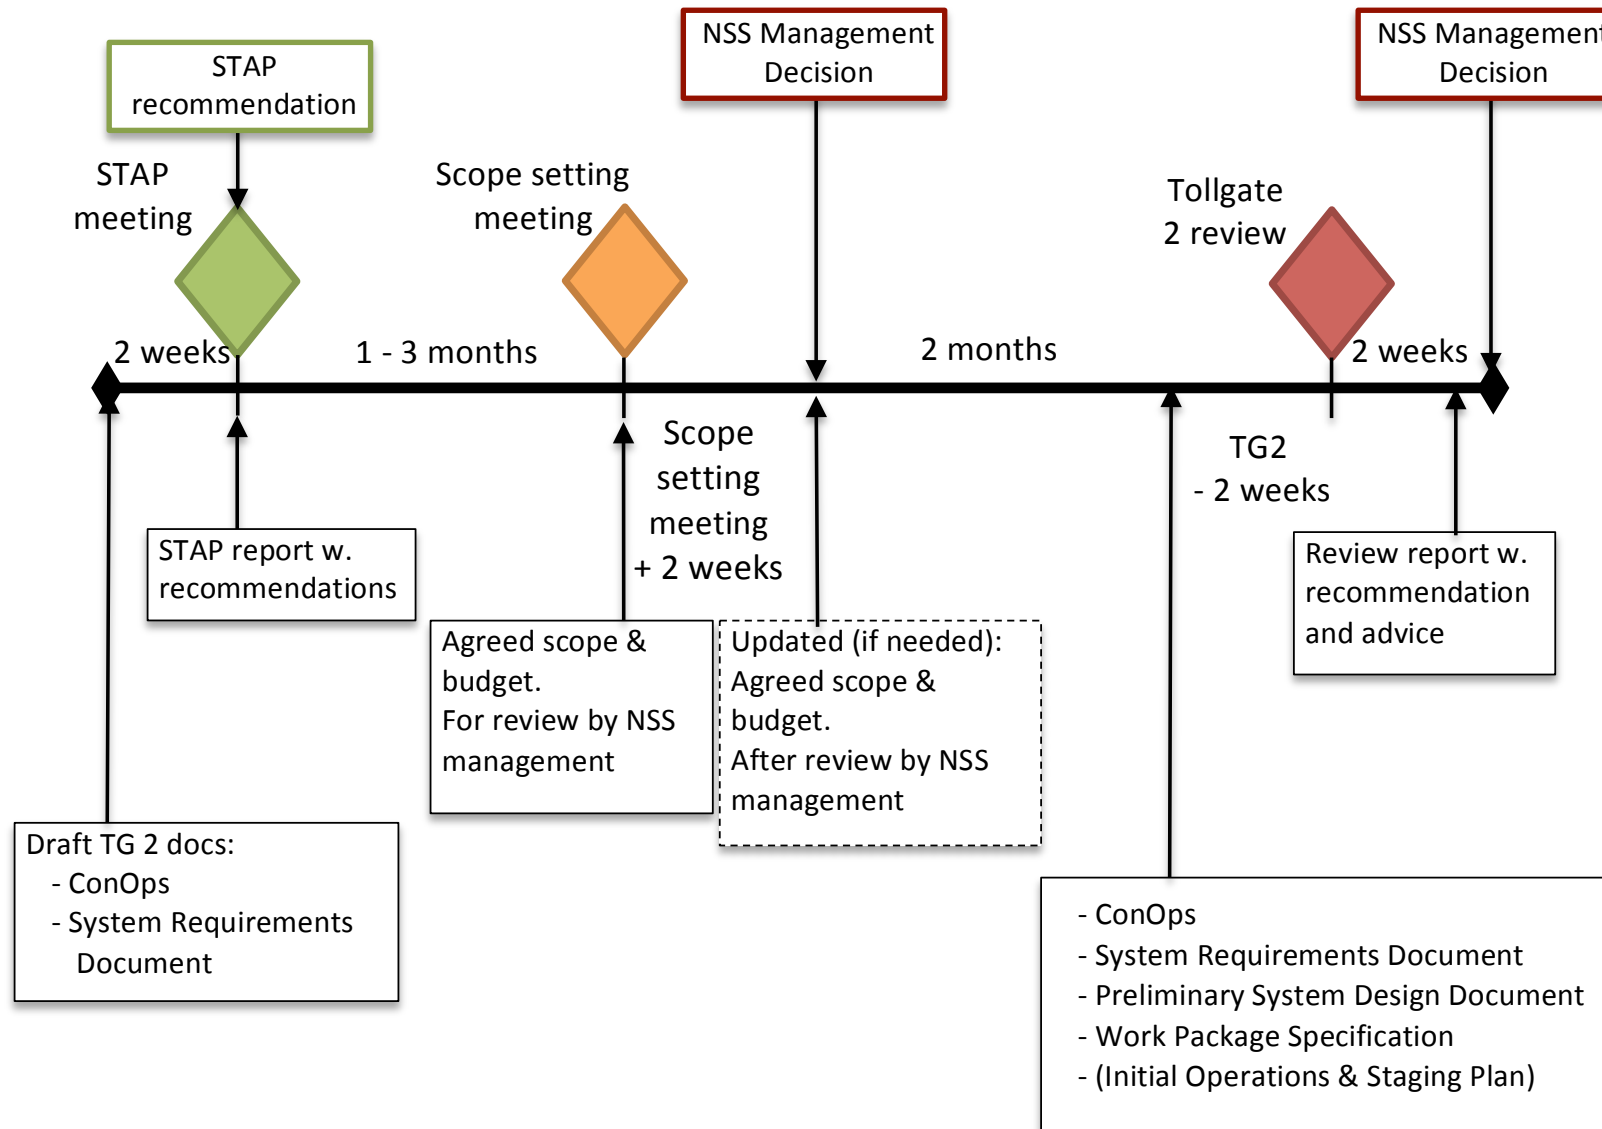 NSS Management
Decision
NSS Management
Decision
STAP
recommendation
STAP
meeting
Scope setting
meeting
Tollgate
2 review
2 weeks
1 - 3 months
2 months
2 weeks
Scope
setting
meeting
+ 2 weeks
TG2
- 2 weeks
STAP report w.
recommendations
Review report w.
recommendation
and advice
Agreed scope &
budget.
For review by NSS
management
Updated (if needed):
Agreed scope &
budget.
After review by NSS
management
Draft TG 2 docs:
- ConOps
- System Requirements
Document
- ConOps
- System Requirements Document
- Preliminary System Design Document
- Work Package Specification
- (Initial Operations & Staging Plan)